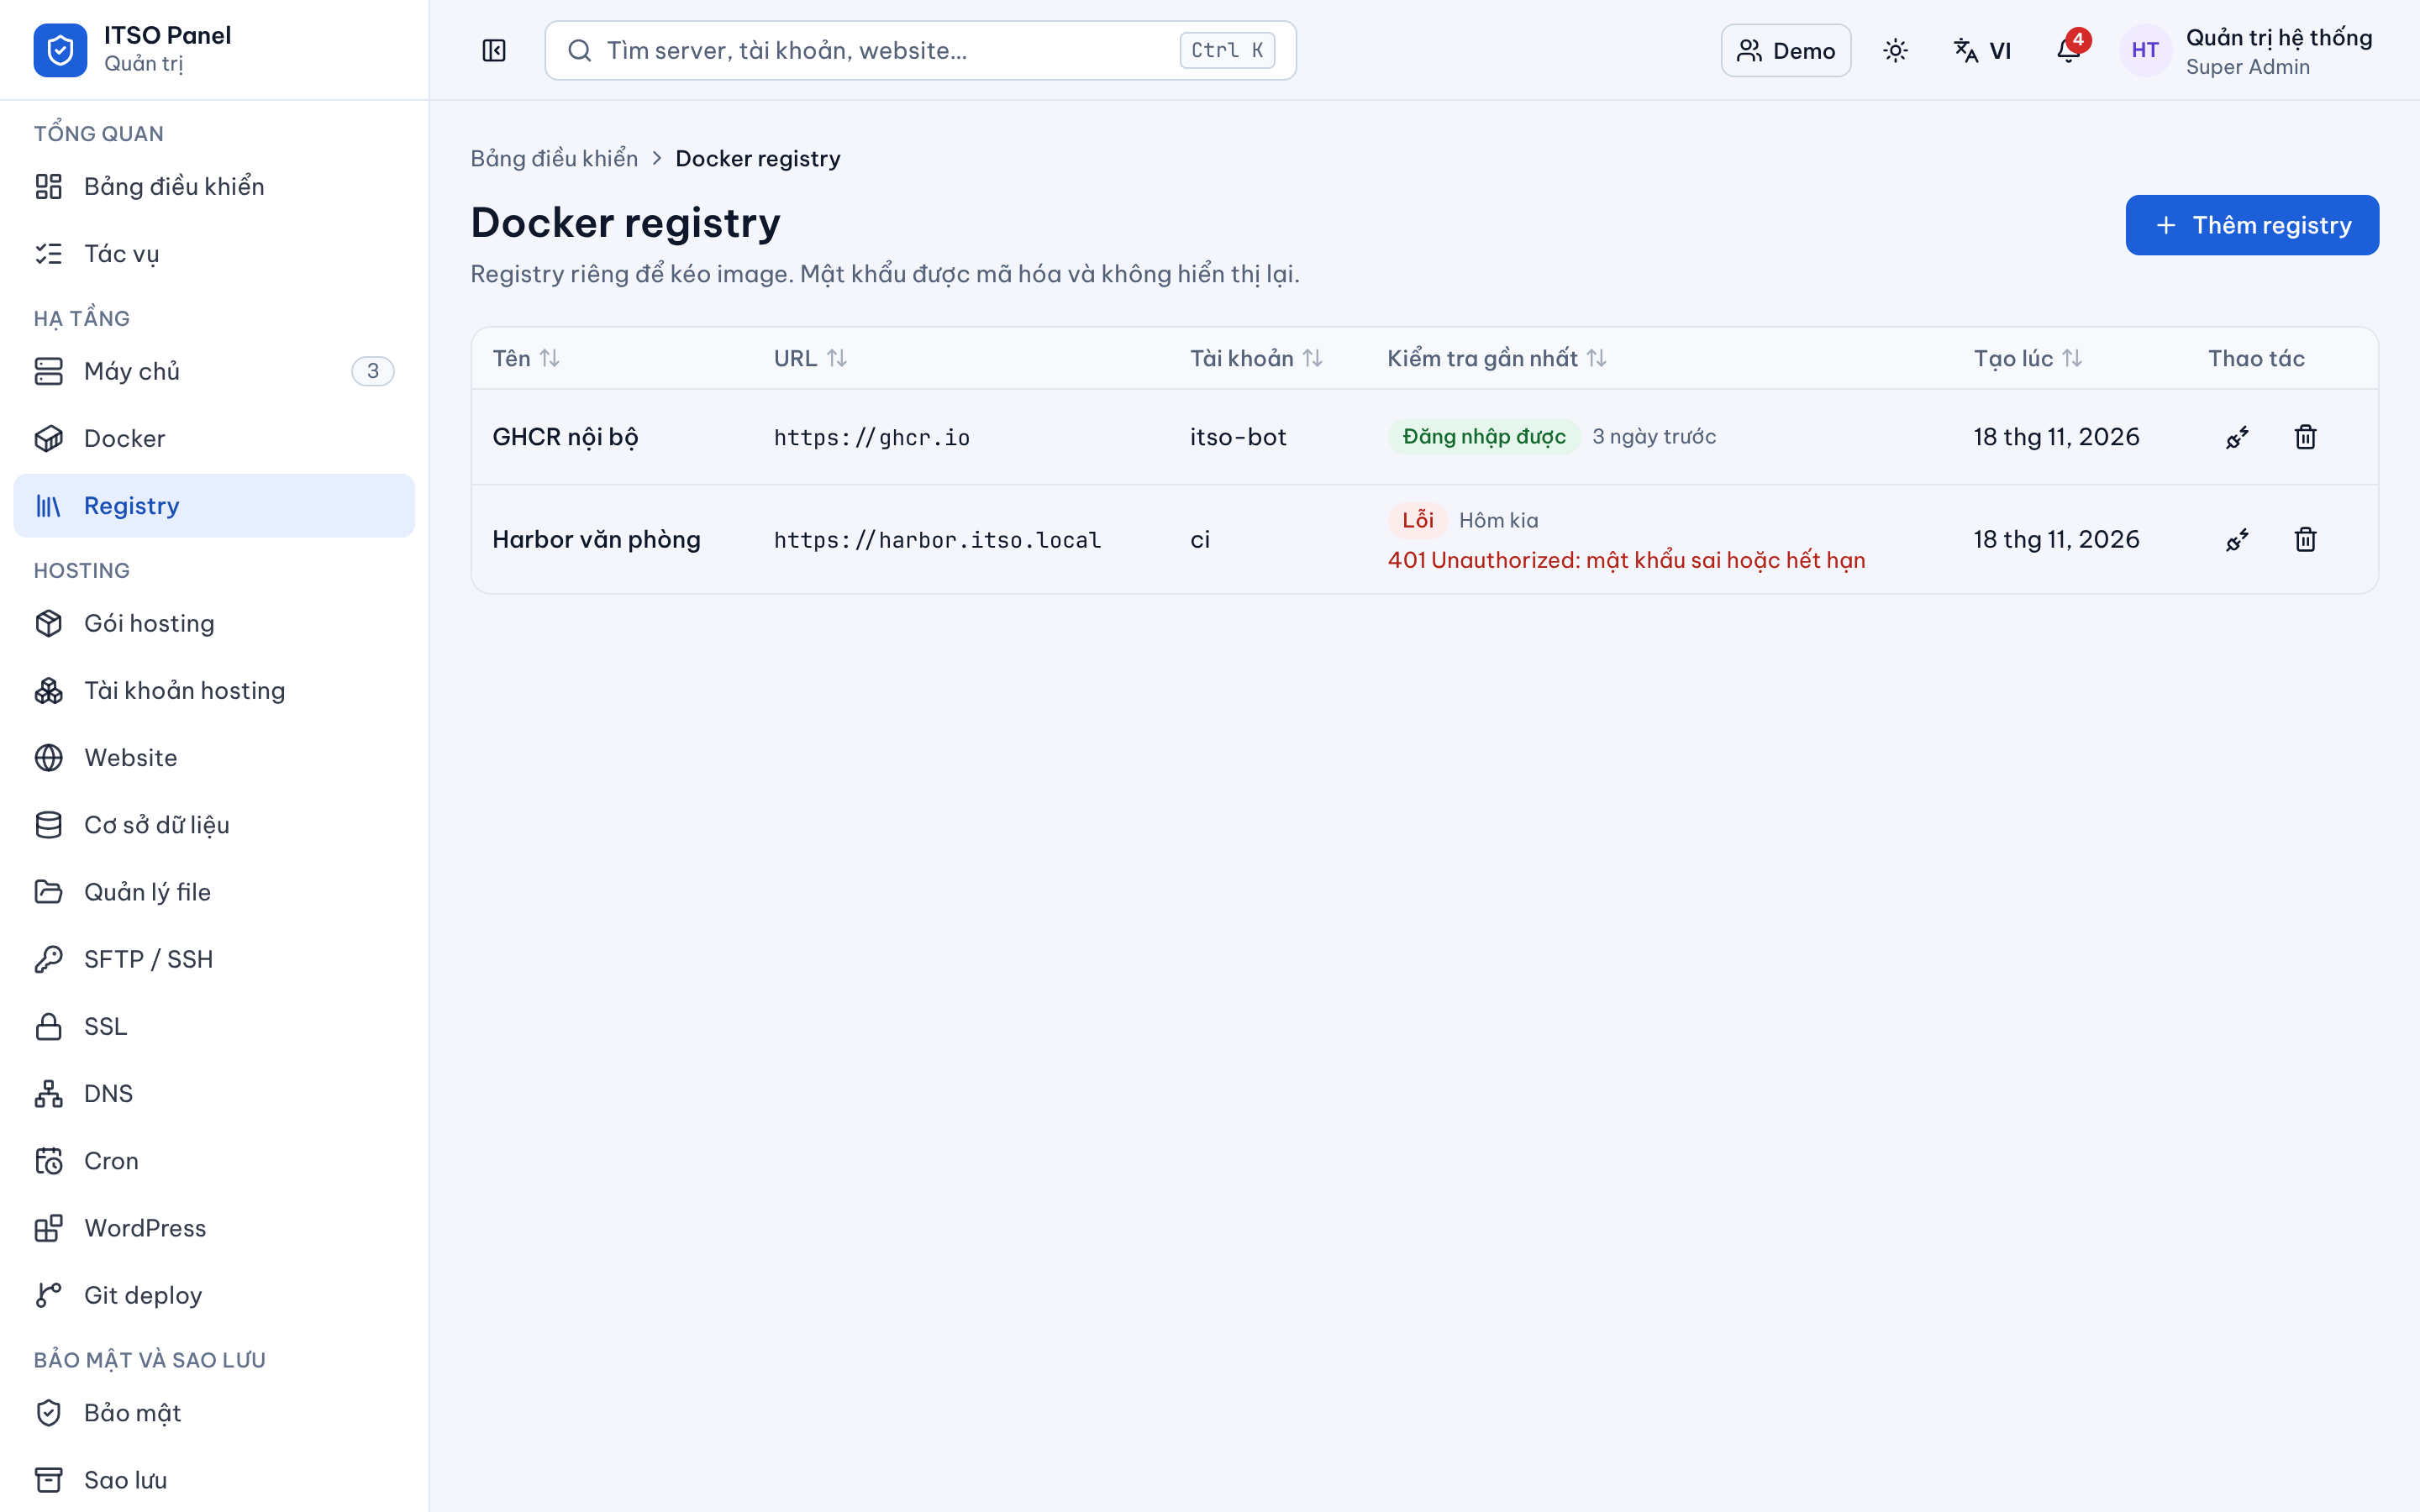 ITSO Panel
Quản trị
Tìm server, tài khoản, website...
Ctrl K
Demo
VI
4
HT
Quản trị hệ thống
Super Admin
TỔNG QUAN
Bảng điều khiển
Tác vụ
HẠ TẦNG
Máy chủ
3
Docker
Registry
HOSTING
Gói hosting
Tài khoản hosting
Website
Cơ sở dữ liệu
Quản lý file
SFTP / SSH
SSL
DNS
Cron
WordPress
Git deploy
BẢO MẬT VÀ SAO LƯU
Bảo mật
Sao lưu
Bảng điều khiển > Docker registry
Docker registry
Thêm registry
Registry riêng để kéo image. Mật khẩu được mã hóa và không hiển thị lại.
Tên URL Tài khoản Kiểm tra gần nhất Tạo lúc Thao tác
GHCR nội bộ https://ghcr.io itso-bot Đăng nhập được 3 ngày trước 18 thg 11, 2026
Harbor văn phòng https://harbor.itso.local ci Lỗi Hôm kia 18 thg 11, 2026
401 Unauthorized: mật khẩu sai hoặc hết hạn